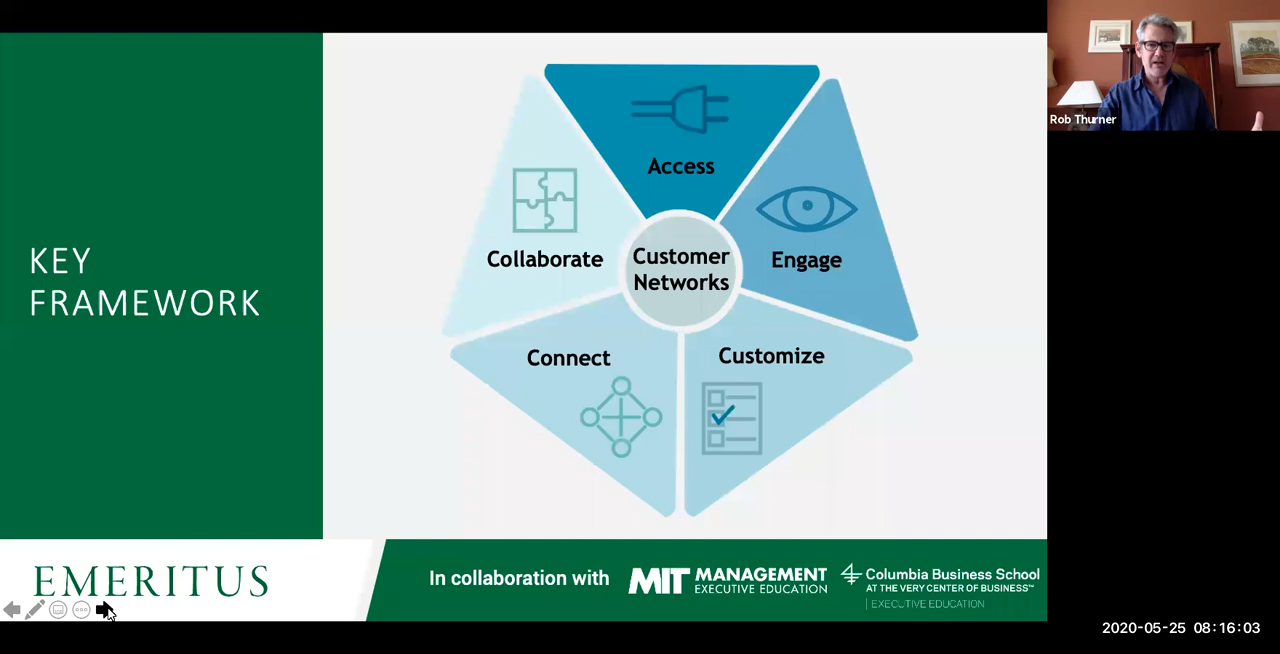 KEY
FRAMEWORK
Access
Collaborate
Customer
Networks
Engage
Connect
Customize
EMERITUS
In collaboration with
MIT MANAGEMENT
EXECUTIVE EDUCATION
Columbia Business School
AT THE VERY CENTER OF BUSINESS™
EXECUTIVE EDUCATION
Rob Thurner
2020-05-25 08:16:03